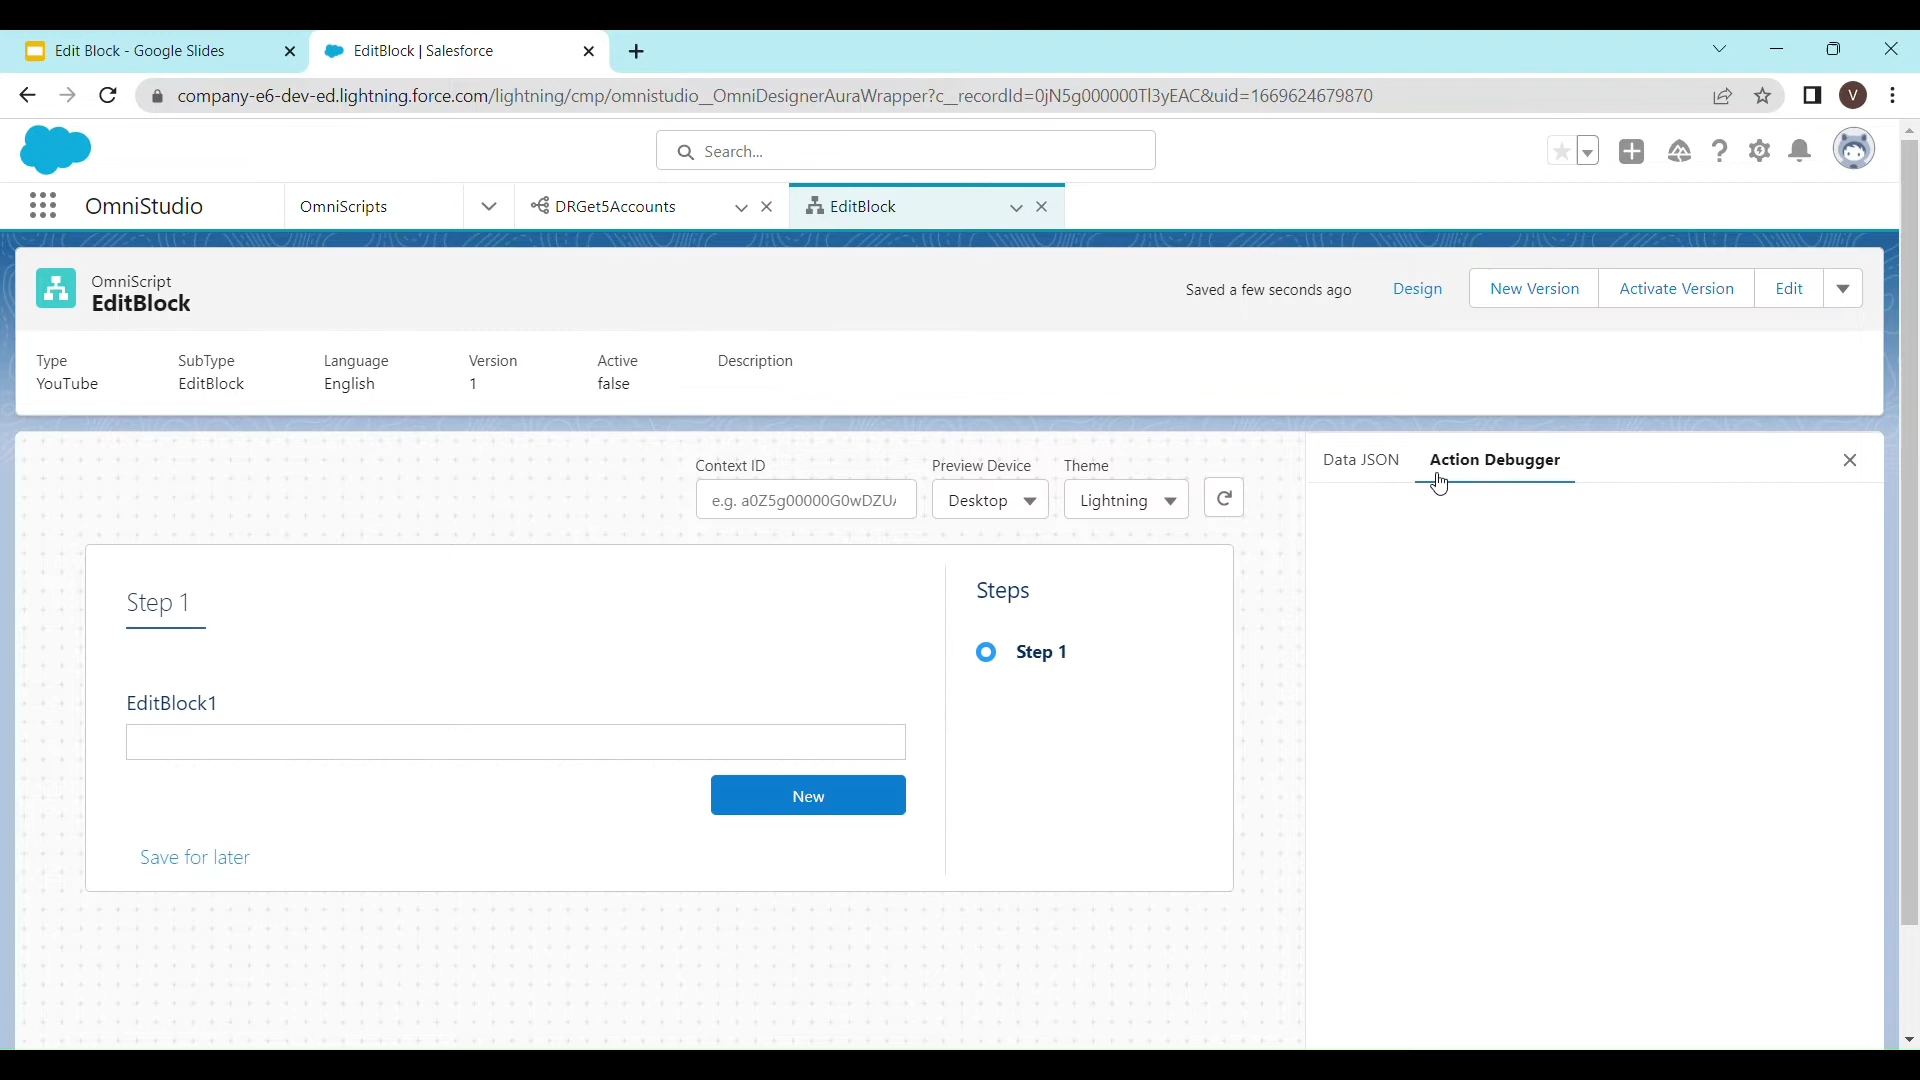 Edit Block - Google Slides
EditBlock | Salesforce
company-e6-dev-ed.lightning.force.com/lightning/cmp/omnistudio__OmniDesignerAuraWrapper?c__recordId=0jN5g000000Tl3yEAC&uid=1669624679870
V
Search...
OmniStudio
OmniScripts
DRGet5Accounts
EditBlock
OmniScript
EditBlock
Saved a few seconds ago
Design
New Version
Activate Version
Edit
Type
SubType
Language
Version
Active
Description
YouTube
EditBlock
English
1
false
Context ID
Preview Device
Theme
Data JSON
Action Debugger
e.g. a0Z5g00000G0wDZU
Desktop
Lightning
Step 1
Steps
Step 1
EditBlock1
New
Save for later